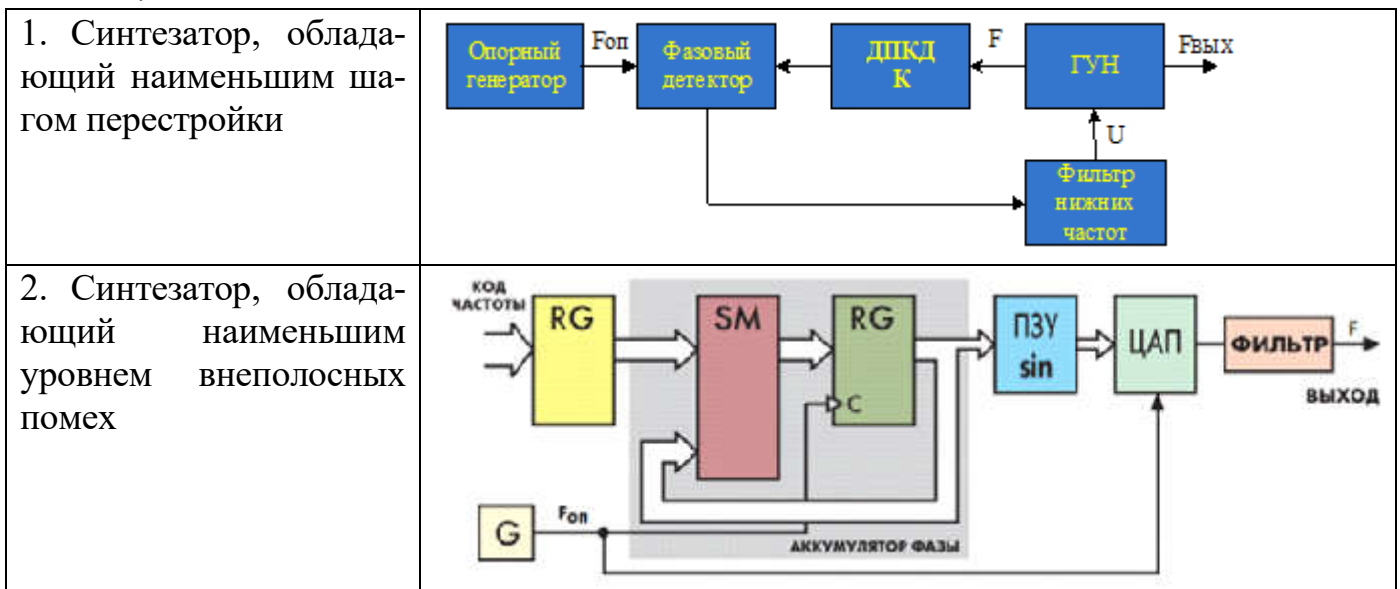 1. Синтезатор, облада-
ющий наименьшим ша-
гом перестройки
Опорный
генератор
Fоп
Фазовый
детектор
ДПКД
К
F
ГУН
Fвых
U
Фильтр
нижних
частот
2. Синтезатор, облада-
ющий наименьшим
уровнем внеполосных
помех
КОД
ЧАСТОТЫ
RG
SM
RG
C
ПЗУ
sin
ЦАП
ФИЛЬТР
F
ВЫХОД
G
Fоп
АККУМУЛЯТОР ФАЗЫ